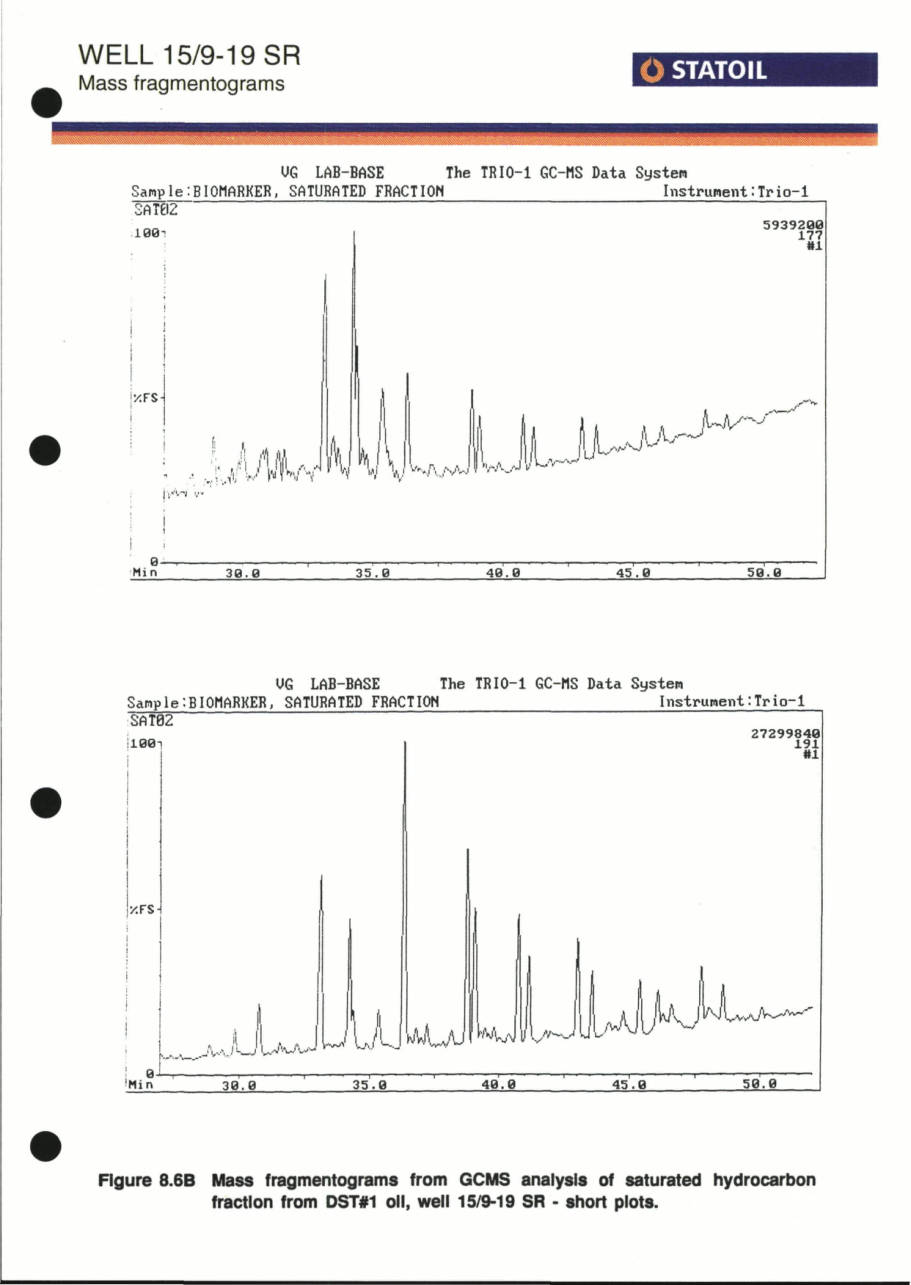 WELL 15/9-19 SR
Mass fragmentograms
STATOIL
VG LAB-BASE The TRIO-1 GC-MS Data System
Sample:BIOMARKER, SATURATED FRACTION Instrument:Trio-1
SAT02
5939200
177
#1
100
%FS
0
Min 30.0 35.0 40.0 45.0 50.0
VG LAB-BASE The TRIO-1 GC-MS Data System
Sample:BIOMARKER, SATURATED FRACTION Instrument:Trio-1
SAT02
27299840
191
#1
100
%FS
0
Min 30.0 35.0 40.0 45.0 50.0
Figure 8.6B Mass fragmentograms from GCMS analysis of saturated hydrocarbon
fraction from DST#1 oil, well 15/9-19 SR - short plots.